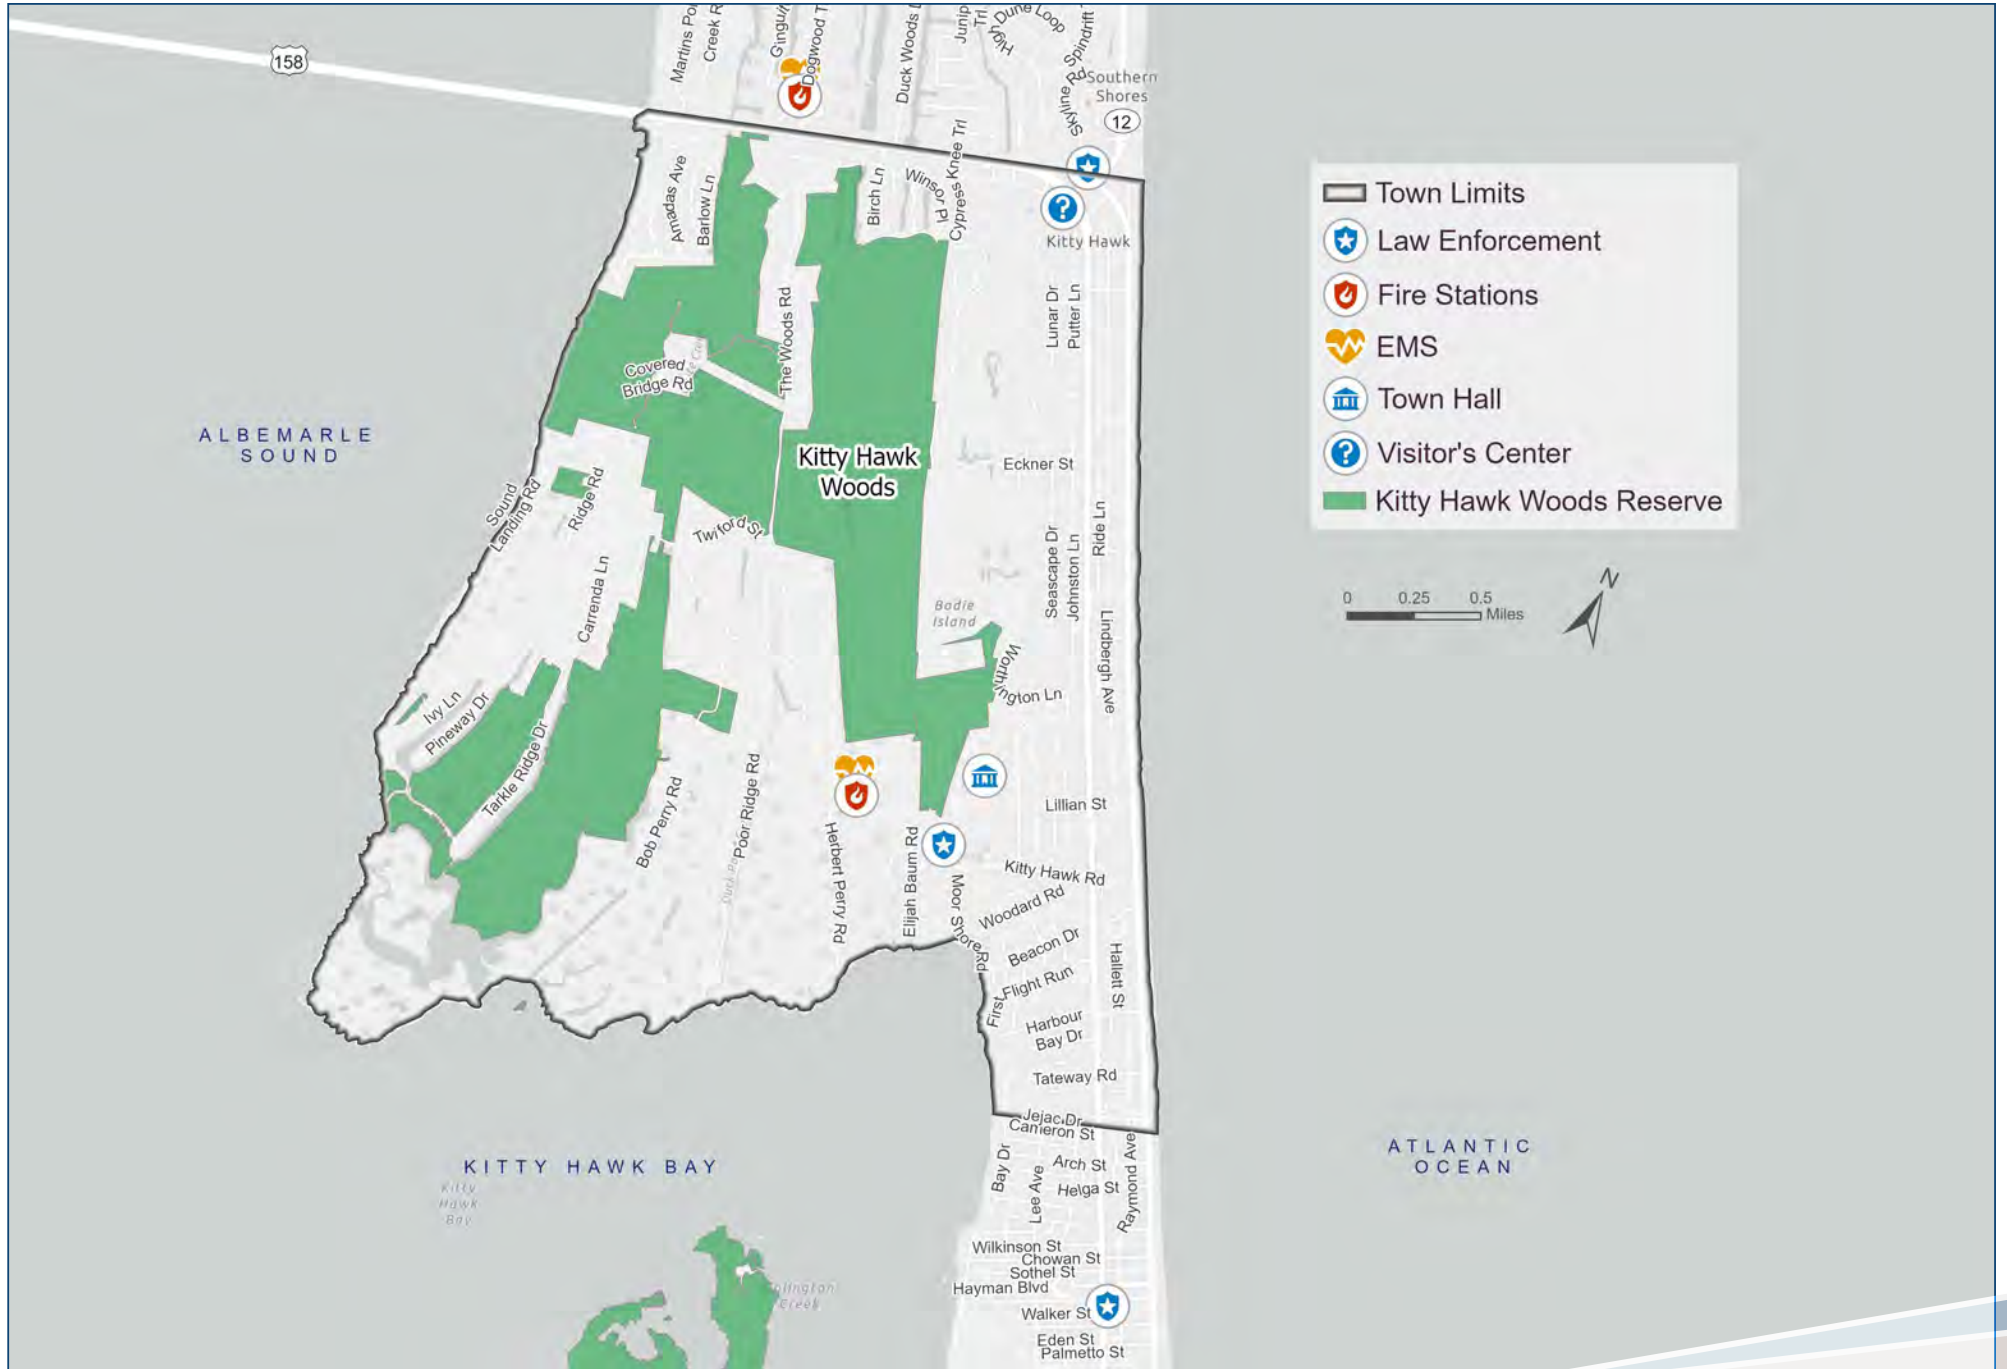 158
Creek R
Duck Woods
Dune Loop
High
Trl
Spindrift
Skyline Rd
Southern
Shores
12
Amadas Ave
Barlow Ln
Birch Ln
Winsor Pl
Cypress Knee Trl
Kitty Hawk
Town Limits
Law Enforcement
Fire Stations
EMS
Town Hall
Visitor's Center
Kitty Hawk Woods Reserve
0 0.25 0.5
Miles
N
Lunar Dr
Putter Ln
The Woods Rd
Covered
Bridge Rd
ALBEMARLE
SOUND
Kitty Hawk
Woods
Eckner St
Sound
Landing Rd
Ridge Rd
Twiford St
Ride Ln
Seascape Dr
Johnston Ln
Carrenda Ln
Bodie
Island
Lindbergh Ave
Worthington Ln
Ivy Ln
Pineway Dr
Tarkle Ridge Dr
Bob Perry Rd
Poor Ridge Rd
Herbert Perry Rd
Elijah Baum Rd
Lillian St
Kitty Hawk Rd
Moor Shore Rd
Woodard Rd
Beacon Dr
First Flight Run
Hallett St
Harbour
Bay Dr
Tateway Rd
Jejac Dr
Cameron St
KITTY HAWK BAY
Kitty
Hawk
Bay
ATLANTIC
OCEAN
Bay Dr
Lee Ave
Arch St
Helga St
Raymond Ave
Wilkinson St
Chowan St
Sothel St
Hayman Blvd
Walker St
Eden St
Palmetto St
Creek